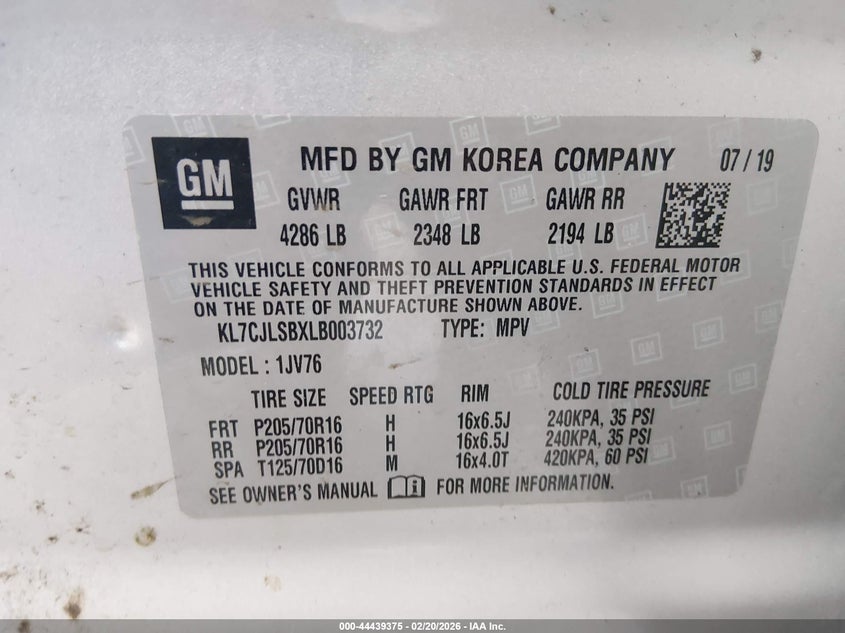 GM MFD BY GM KOREA COMPANY 07 / 19
GVWR GAWR FRT GAWR RR
4286 LB 2348 LB 2194 LB
THIS VEHICLE CONFORMS TO ALL APPLICABLE U.S. FEDERAL MOTOR
VEHICLE SAFETY AND THEFT PREVENTION STANDARDS IN EFFECT
ON THE DATE OF MANUFACTURE SHOWN ABOVE.
KL7CJLSBXLB003732 TYPE: MPV
MODEL : 1JV76
TIRE SIZE SPEED RTG RIM COLD TIRE PRESSURE
FRT P205/70R16 H 16x6.5J 240KPA, 35 PSI
RR P205/70R16 H 16x6.5J 240KPA, 35 PSI
SPA T125/70D16 M 16x4.0T 420KPA, 60 PSI
SEE OWNER'S MANUAL FOR MORE INFORMATION.
000-44439375 | 02/20/2026 - IAA Inc.